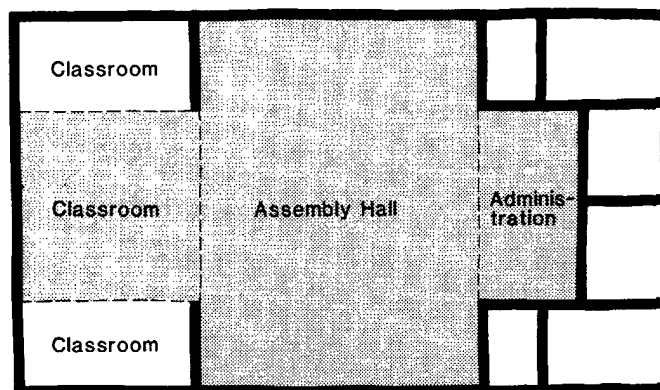 Classroom
Classroom
Assembly Hall
Adminis-
tration
Classroom